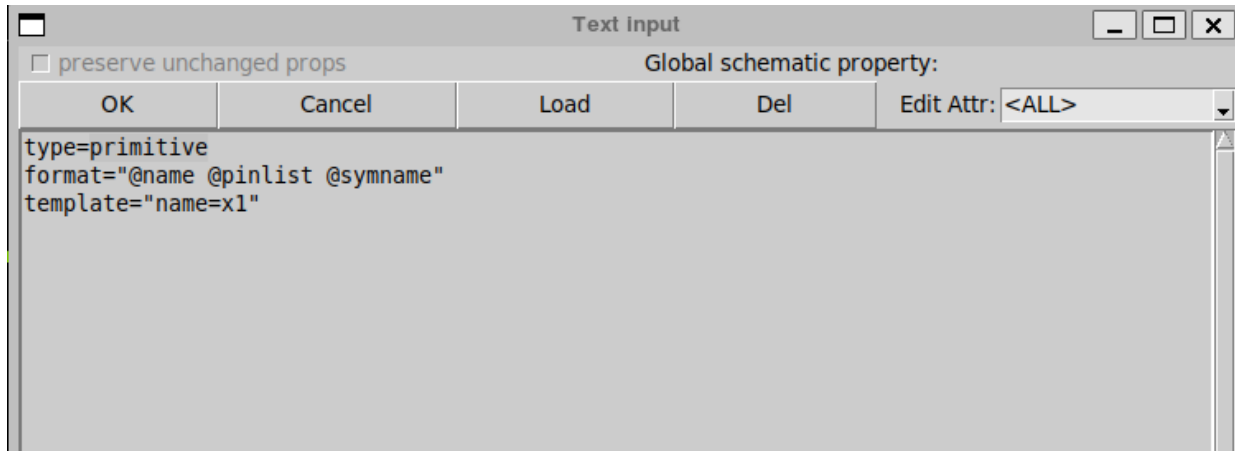 Text input
preserve unchanged props Global schematic property:
OK Cancel Load Del Edit Attr: <ALL>
type=primitive
format="@name @pinlist @symname"
template="name=x1"